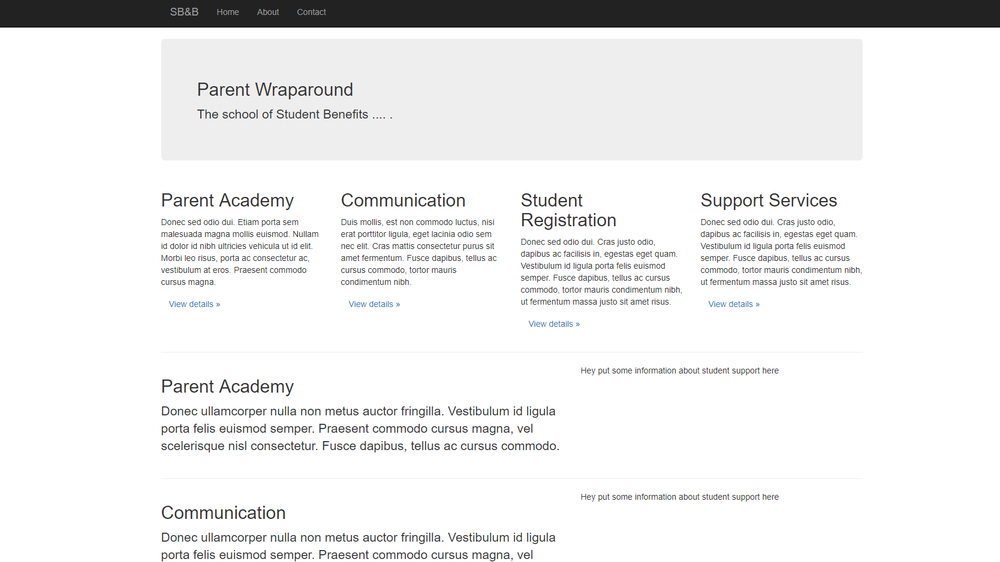 SB&B Home About Contact
Parent Wraparound
The school of Student Benefits .... .
Parent Academy
Donec sed odio dui. Etiam porta sem
malesuada magna mollis euismod. Nullam
id dolor id nibh ultricies vehicula ut id elit.
Morbi leo risus, porta ac consectetur ac,
vestibulum at eros. Praesent commodo
cursus magna.
View details »
Communication
Duis mollis, est non commodo luctus, nisi
erat porttitor ligula, eget lacinia odio sem
nec elit. Cras mattis consectetur purus sit
amet fermentum. Fusce dapibus, tellus ac
cursus commodo, tortor mauris
condimentum nibh.
View details »
Student
Registration
Donec sed odio dui. Cras justo odio,
dapibus ac facilisis in, egestas eget quam.
Vestibulum id ligula porta felis euismod
semper. Fusce dapibus, tellus ac cursus
commodo, tortor mauris condimentum nibh,
ut fermentum massa justo sit amet risus.
View details »
Support Services
Donec sed odio dui. Cras justo odio,
dapibus ac facilisis in, egestas eget quam.
Vestibulum id ligula porta felis euismod
semper. Fusce dapibus, tellus ac cursus
commodo, tortor mauris condimentum nibh,
ut fermentum massa justo sit amet risus.
View details »
Parent Academy
Donec ullamcorper nulla non metus auctor fringilla. Vestibulum id ligula
porta felis euismod semper. Praesent commodo cursus magna, vel
scelerisque nisl consectetur. Fusce dapibus, tellus ac cursus commodo.
Hey put some information about student support here
Communication
Donec ullamcorper nulla non metus auctor fringilla. Vestibulum id ligula
porta felis euismod semper. Praesent commodo cursus magna, vel
Hey put some information about student support here